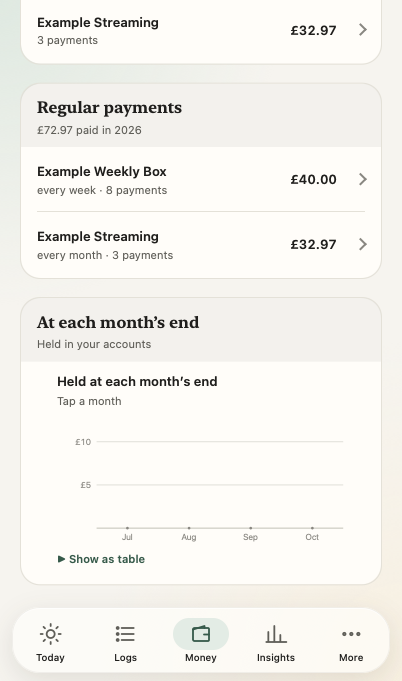 Example Streaming
£32.97
3 payments
Regular payments
£72.97 paid in 2026
Example Weekly Box
£40.00
every week · 8 payments
Example Streaming
£32.97
every month · 3 payments
At each month’s end
Held in your accounts
Held at each month’s end
Tap a month
£10
£5
Jul Aug Sep Oct
Show as table
Today Logs Money Insights More